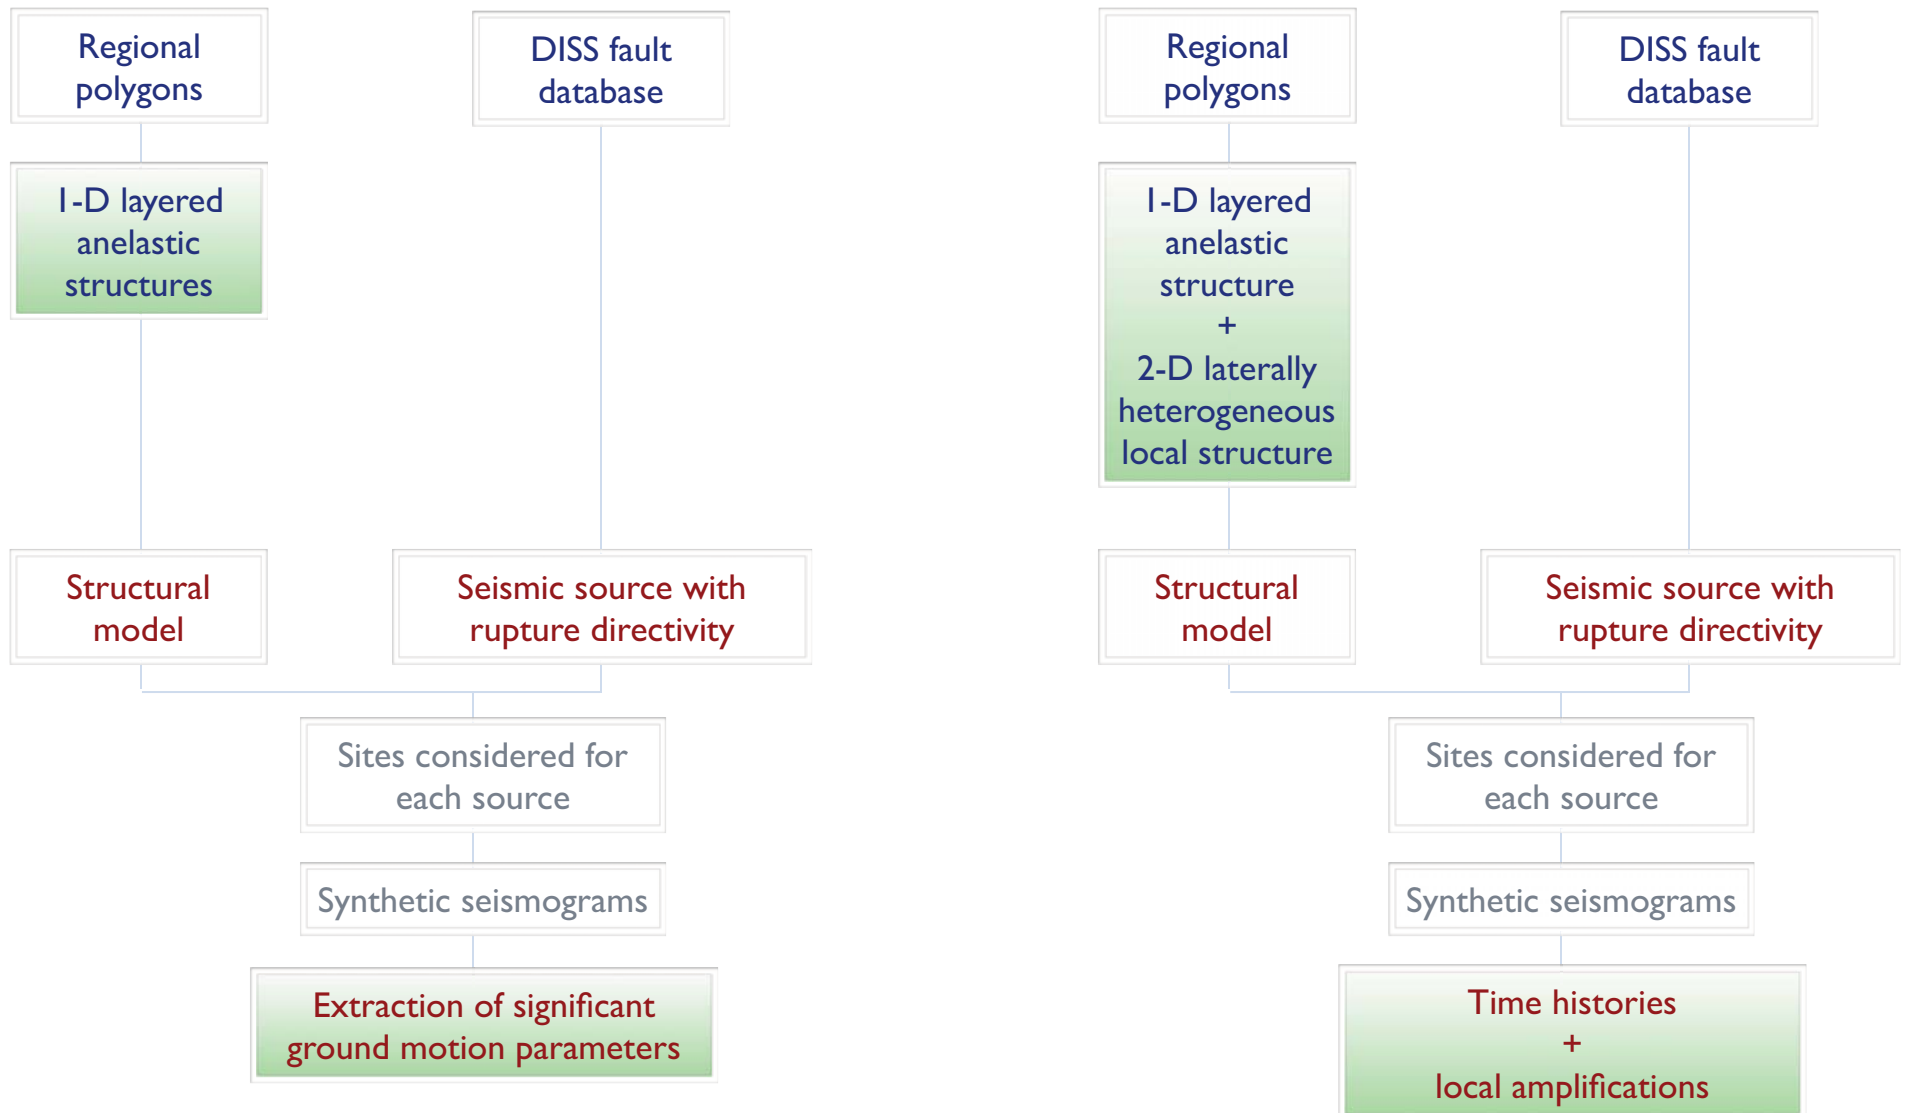 Regional
polygons
DISS fault
database
1-D layered
anelastic
structures
Structural
model
Seismic source with
rupture directivity
Sites considered for
each source
Synthetic seismograms
Extraction of significant
ground motion parameters
Regional
polygons
DISS fault
database
1-D layered
anelastic
structure
+
2-D laterally
heterogeneous
local structure
Structural
model
Seismic source with
rupture directivity
Sites considered for
each source
Synthetic seismograms
Time histories
+
local amplifications